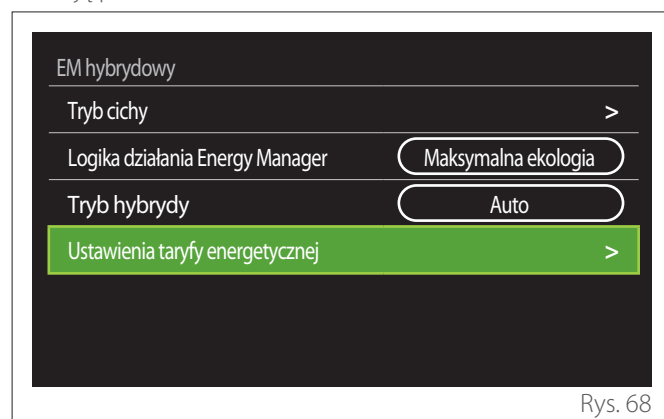 EM hybrydowy
Tryb cichy >
Logika działania Energy Manager Maksymalna ekologia
Tryb hybrydy Auto
Ustawienia taryfy energetycznej >
Rys. 68